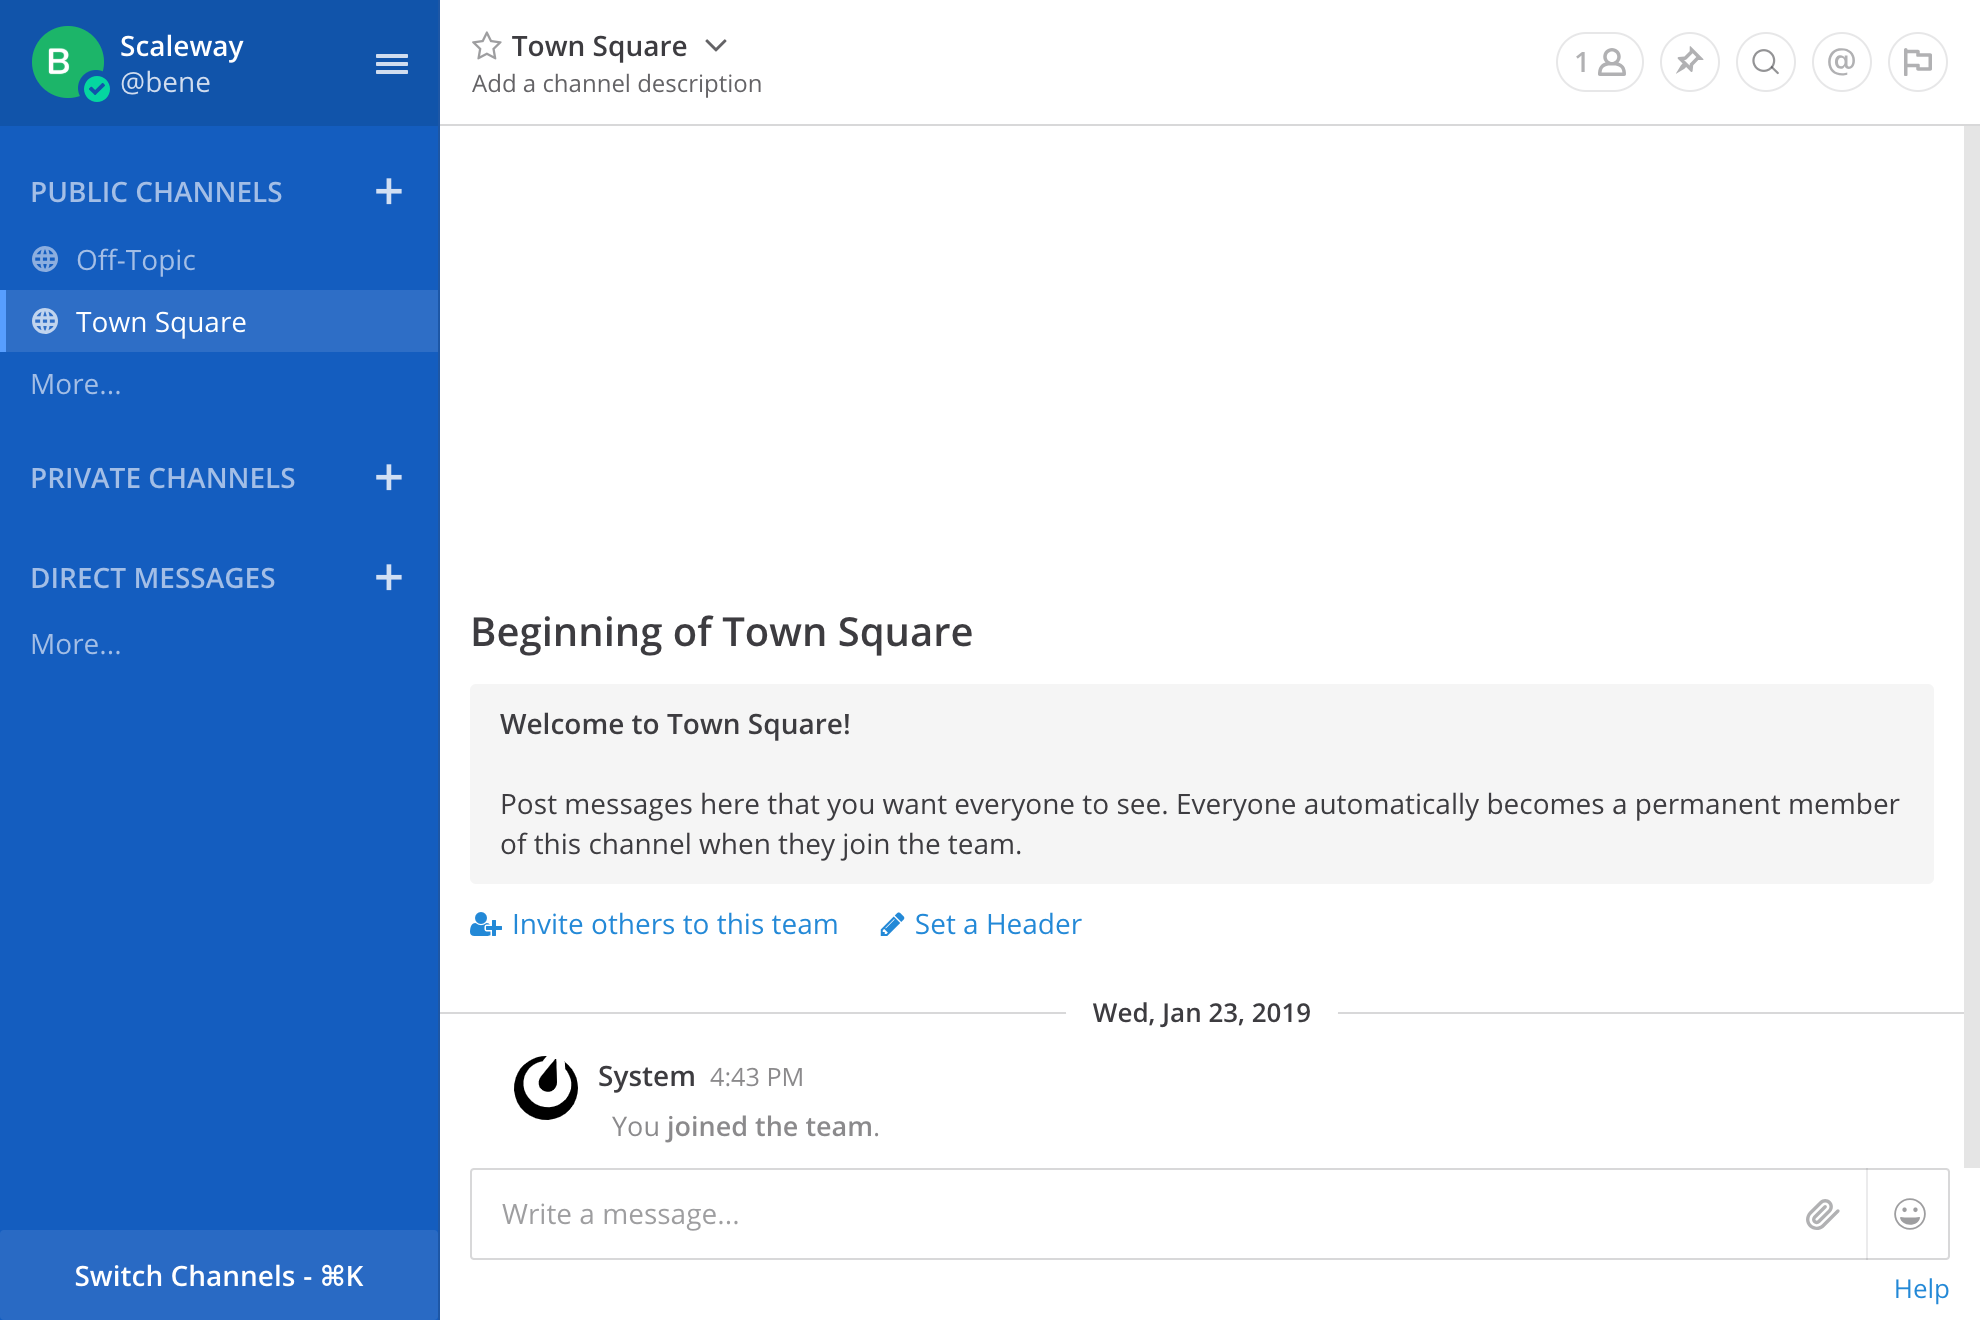 B
Scaleway
@bene
PUBLIC CHANNELS
Off-Topic
Town Square
More...
PRIVATE CHANNELS
DIRECT MESSAGES
More...
Switch Channels - ⌘K
Town Square
Add a channel description
1
@
Beginning of Town Square
Welcome to Town Square!
Post messages here that you want everyone to see. Everyone automatically becomes a permanent member
of this channel when they join the team.
Invite others to this team
Set a Header
Wed, Jan 23, 2019
System 4:43 PM
You joined the team.
Write a message...
Help